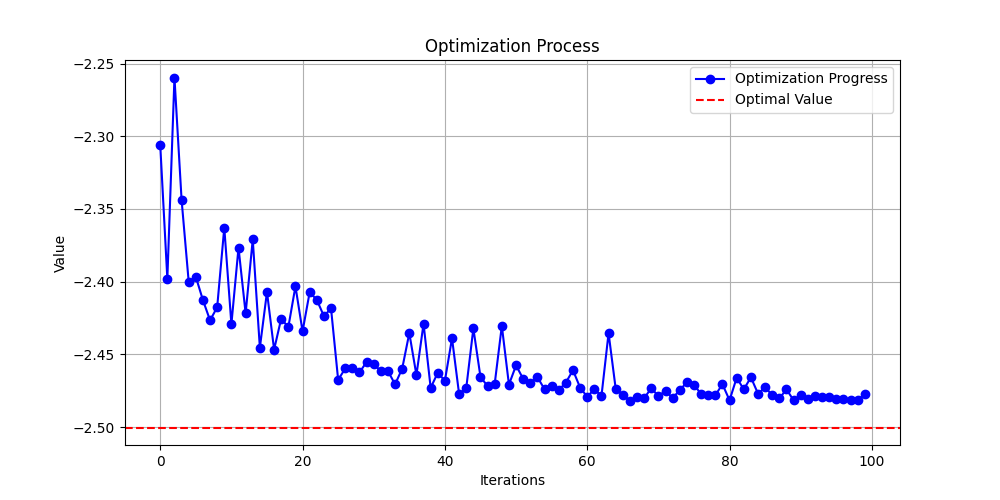 Optimization Process
Optimization Progress
Optimal Value
−2.25
−2.30
−2.35
−2.40
−2.45
−2.50
Value
0 20 40 60 80 100
Iterations